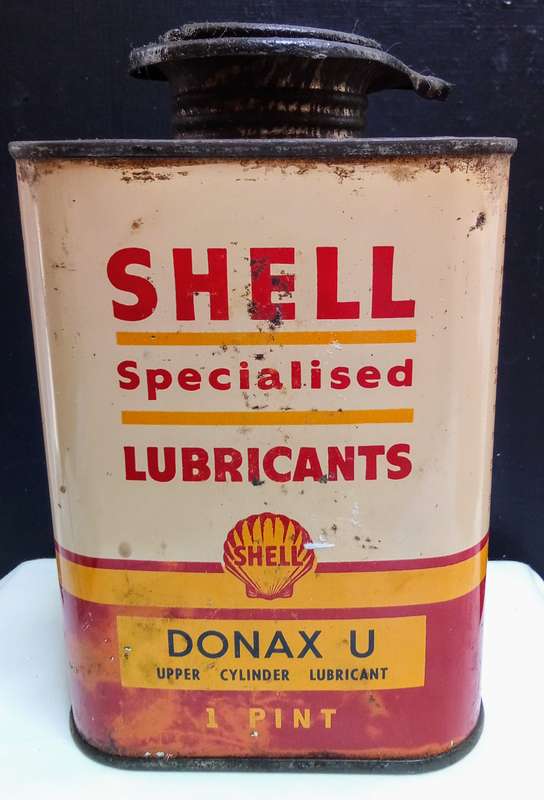 SHELL
Specialised
LUBRICANTS
SHELL
DONAX U
UPPER CYLINDER LUBRICANT
1 PINT